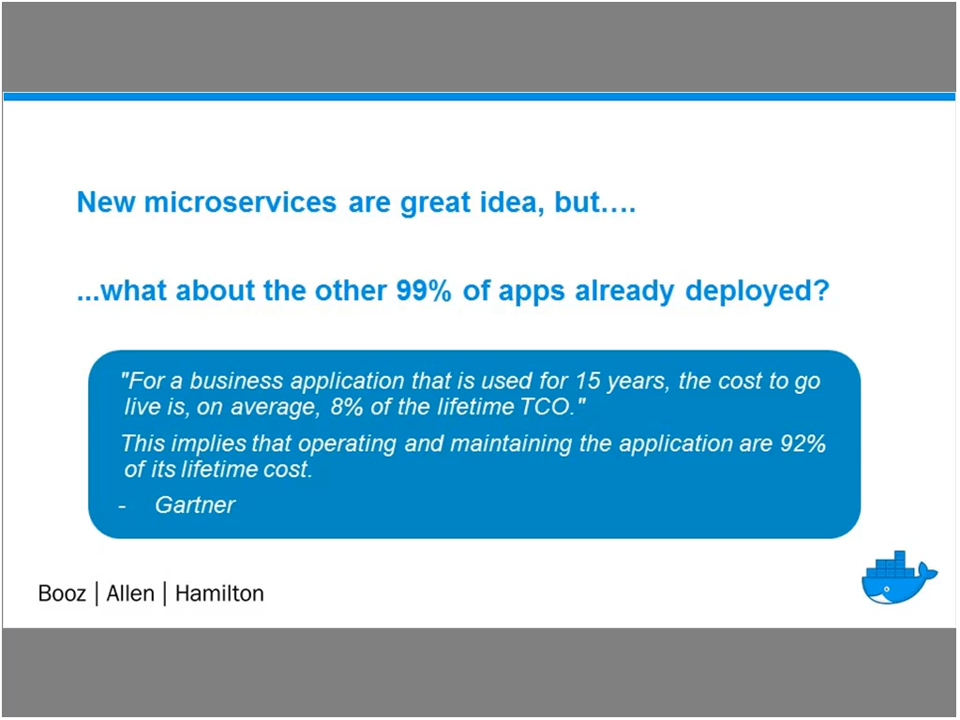 New microservices are great idea, but….
...what about the other 99% of apps already deployed?
"For a business application that is used for 15 years, the cost to go
live is, on average, 8% of the lifetime TCO."
This implies that operating and maintaining the application are 92%
of its lifetime cost.
- Gartner
Booz | Allen | Hamilton